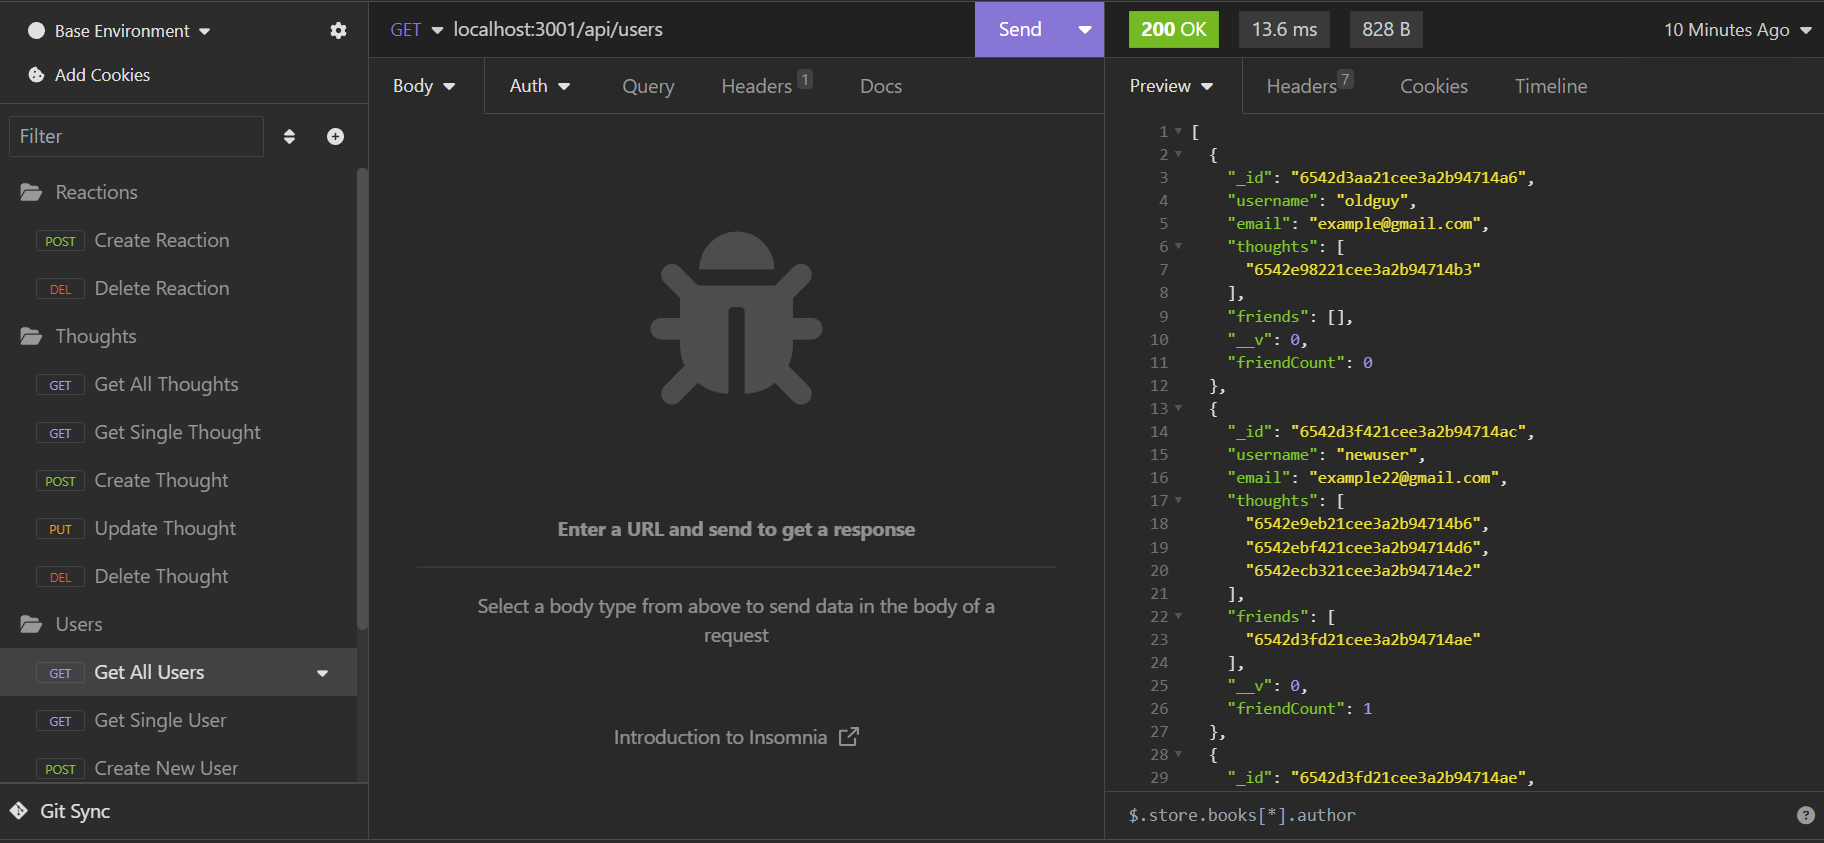 Base Environment
Add Cookies
Filter
Reactions
POST Create Reaction
DEL Delete Reaction
Thoughts
GET Get All Thoughts
GET Get Single Thought
POST Create Thought
PUT Update Thought
DEL Delete Thought
Users
GET Get All Users
GET Get Single User
POST Create New User
Git Sync
GET localhost:3001/api/users Send
Body Auth Query Headers 1 Docs
Enter a URL and send to get a response
Select a body type from above to send data in the body of a
request
Introduction to Insomnia
200 OK 13.6 ms 828 B 10 Minutes Ago
Preview Headers 7 Cookies Timeline
1 [
2 {
3 "_id": "6542d3aa21cee3a2b94714a6",
4 "username": "oldguy",
5 "email": "example@gmail.com",
6 "thoughts": [
7 "6542e98221cee3a2b94714b3"
8 ],
9 "friends": [],
10 "__v": 0,
11 "friendCount": 0
12 },
13 {
14 "_id": "6542d3f421cee3a2b94714ac",
15 "username": "newuser",
16 "email": "example22@gmail.com",
17 "thoughts": [
18 "6542e9eb21cee3a2b94714b6",
19 "6542ebf421cee3a2b94714d6",
20 "6542ecb321cee3a2b94714e2"
21 ],
22 "friends": [
23 "6542d3fd21cee3a2b94714ae"
24 ],
25 "__v": 0,
26 "friendCount": 1
27 },
28 {
29 "_id": "6542d3fd21cee3a2b94714ae",
$.store.books[*].author ?